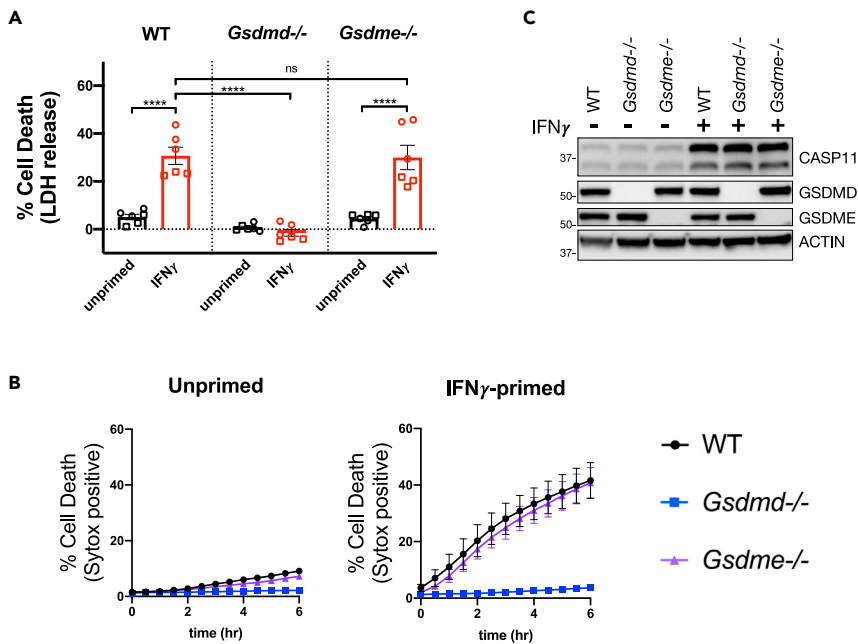 A
WT
Gsdmd-/-
Gsdme-/-
ns
****
****
****
% Cell Death
(LDH release)
60
40
20
0
unprimed
IFNγ
unprimed
IFNγ
unprimed
IFNγ
C
WT
Gsdmd-/-
Gsdme-/-
WT
Gsdmd-/-
Gsdme-/-
IFNγ - - - + + +
37-
CASP11
50-
GSDMD
50-
GSDME
37-
ACTIN
B
Unprimed
% Cell Death
(Sytox positive)
60
40
20
0
0 2 4 6
time (hr)
IFNγ-primed
% Cell Death
(Sytox positive)
60
40
20
0
0 2 4 6
time (hr)
WT
Gsdmd-/-
Gsdme-/-